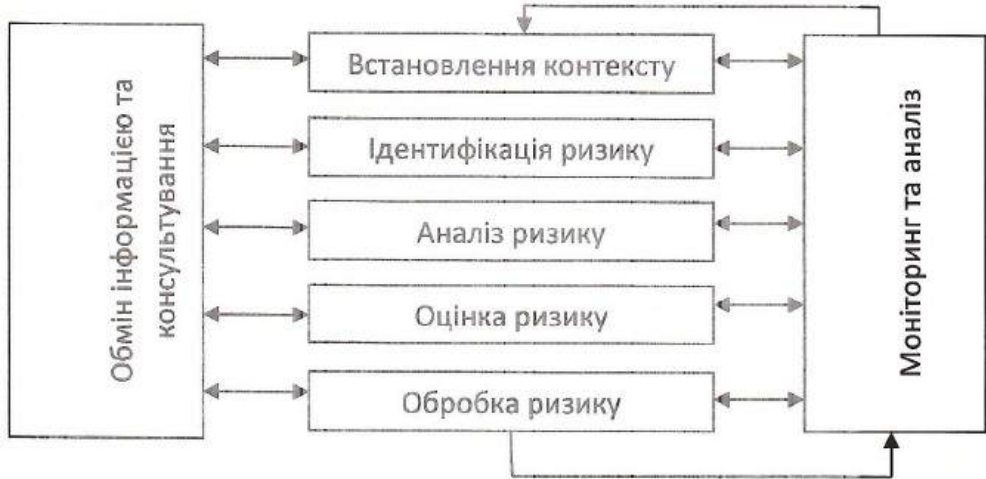 Обмін інформацією та
консультування
Встановлення контексту
Ідентифікація ризику
Аналіз ризику
Оцінка ризику
Обробка ризику
Моніторинг та аналіз